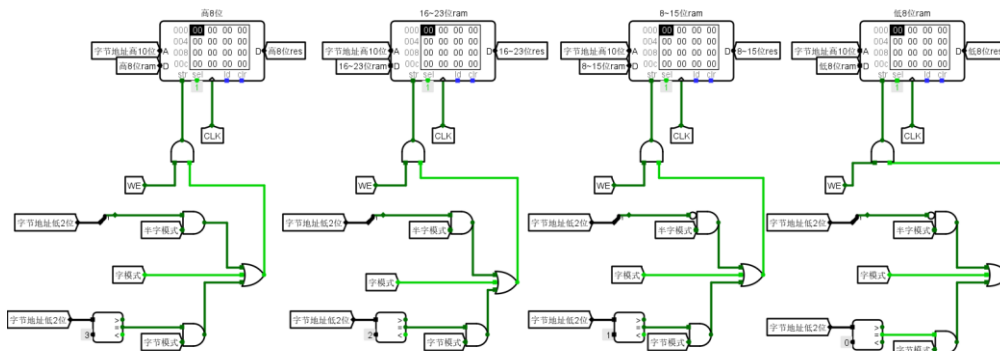 高8位
16~23位ram
8~15位ram
低8位ram
000 00 00 00 00
004 00 00 00 00
008 00 00 00 00
00c 00 00 00 00
字节地址高10位 A
高8位ram D
D 高8位res
str sel ld clr
1
000 00 00 00 00
004 00 00 00 00
008 00 00 00 00
00c 00 00 00 00
字节地址高10位 A
16~23位ram D
D 16~23位res
str sel ld clr
1
000 00 00 00 00
004 00 00 00 00
008 00 00 00 00
00c 00 00 00 00
字节地址高10位 A
8~15位ram D
D 8~15位res
str sel ld clr
1
000 00 00 00 00
004 00 00 00 00
008 00 00 00 00
00c 00 00 00 00
字节地址高10位 A
低8位ram D
D 低8位res
str sel ld clr
1
CLK
CLK
CLK
CLK
WE
WE
WE
WE
字节地址低2位
半字模式
字节地址低2位
半字模式
字节地址低2位
半字模式
字节地址低2位
半字模式
字模式
字模式
字模式
字模式
字节地址低2位
3
>
=
<
字节模式
字节地址低2位
2
>
=
<
字节模式
字节地址低2位
1
>
=
<
字节模式
字节地址低2位
0
>
=
<
字节模式